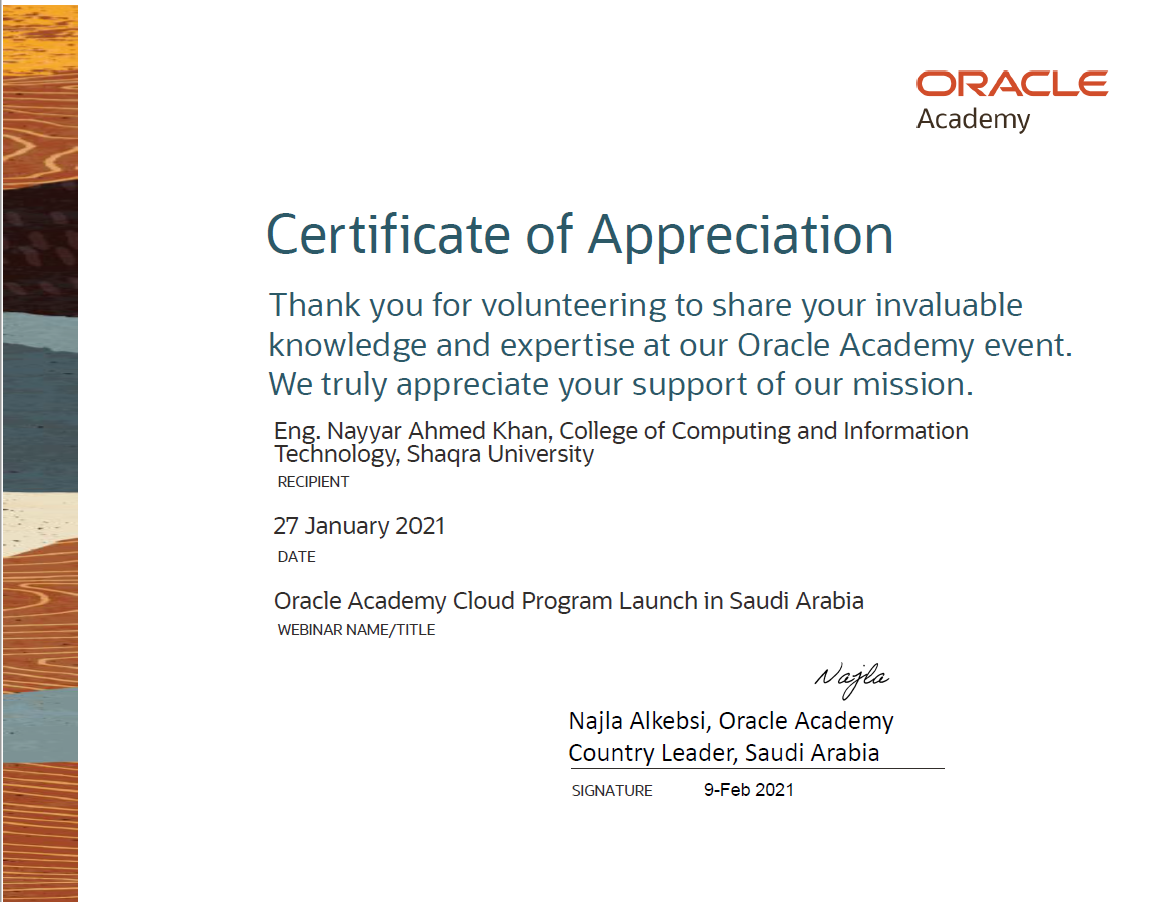 ORACLE
Academy
Certificate of Appreciation
Thank you for volunteering to share your invaluable
knowledge and expertise at our Oracle Academy event.
We truly appreciate your support of our mission.
Eng. Nayyar Ahmed Khan, College of Computing and Information
Technology, Shaqra University
RECIPIENT
27 January 2021
DATE
Oracle Academy Cloud Program Launch in Saudi Arabia
WEBINAR NAME/TITLE
Najla
Najla Alkebsi, Oracle Academy
Country Leader, Saudi Arabia
SIGNATURE 9-Feb 2021